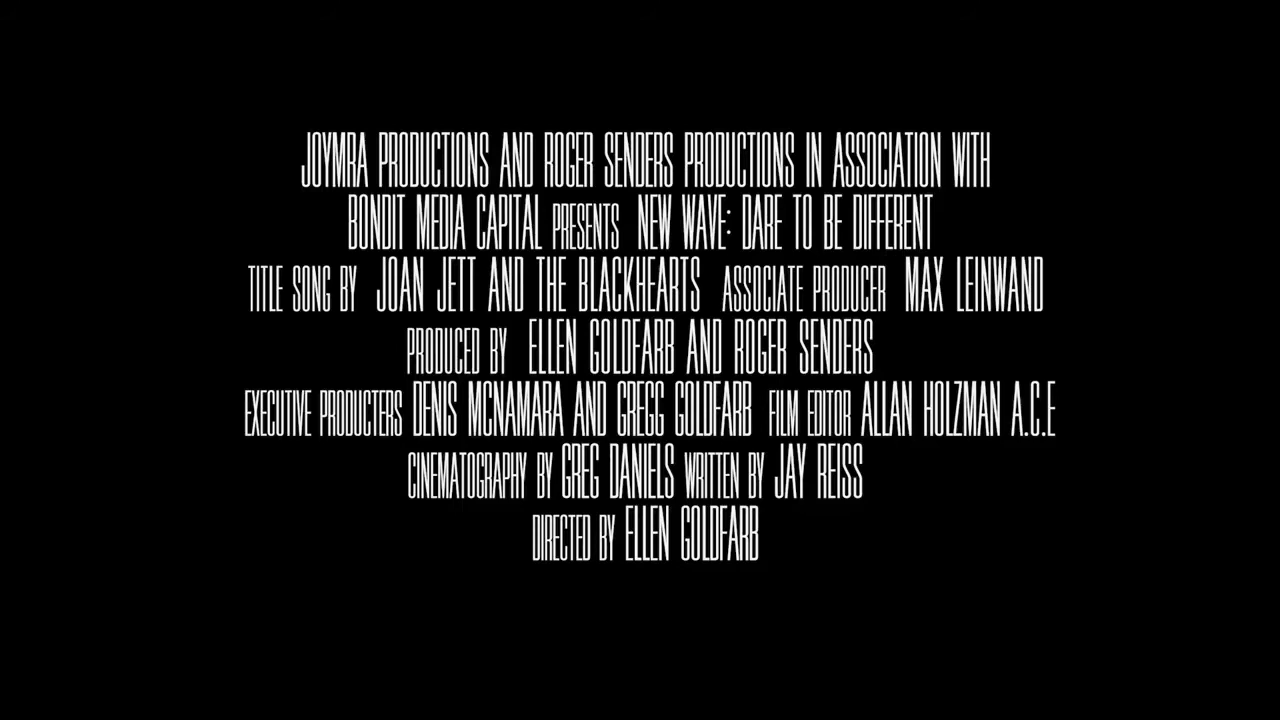 JOYMRA PRODUCTIONS AND ROGER SENDERS PRODUCTIONS IN ASSOCIATION WITH
BONDIT MEDIA CAPITAL PRESENTS NEW WAVE: DARE TO BE DIFFERENT
TITLE SONG BY JOAN JETT AND THE BLACKHEARTS ASSOCIATE PRODUCER MAX LEINWAND
PRODUCED BY ELLEN GOLDFARB AND ROGER SENDERS
EXECUTIVE PRODUCTERS DENIS MCNAMARA AND GREGG GOLDFARB FILM EDITOR ALLAN HOLZMAN A.C.E
CINEMATOGRAPHY BY GREG DANIELS WRITTEN BY JAY REISS
DIRECTED BY ELLEN GOLDFARB